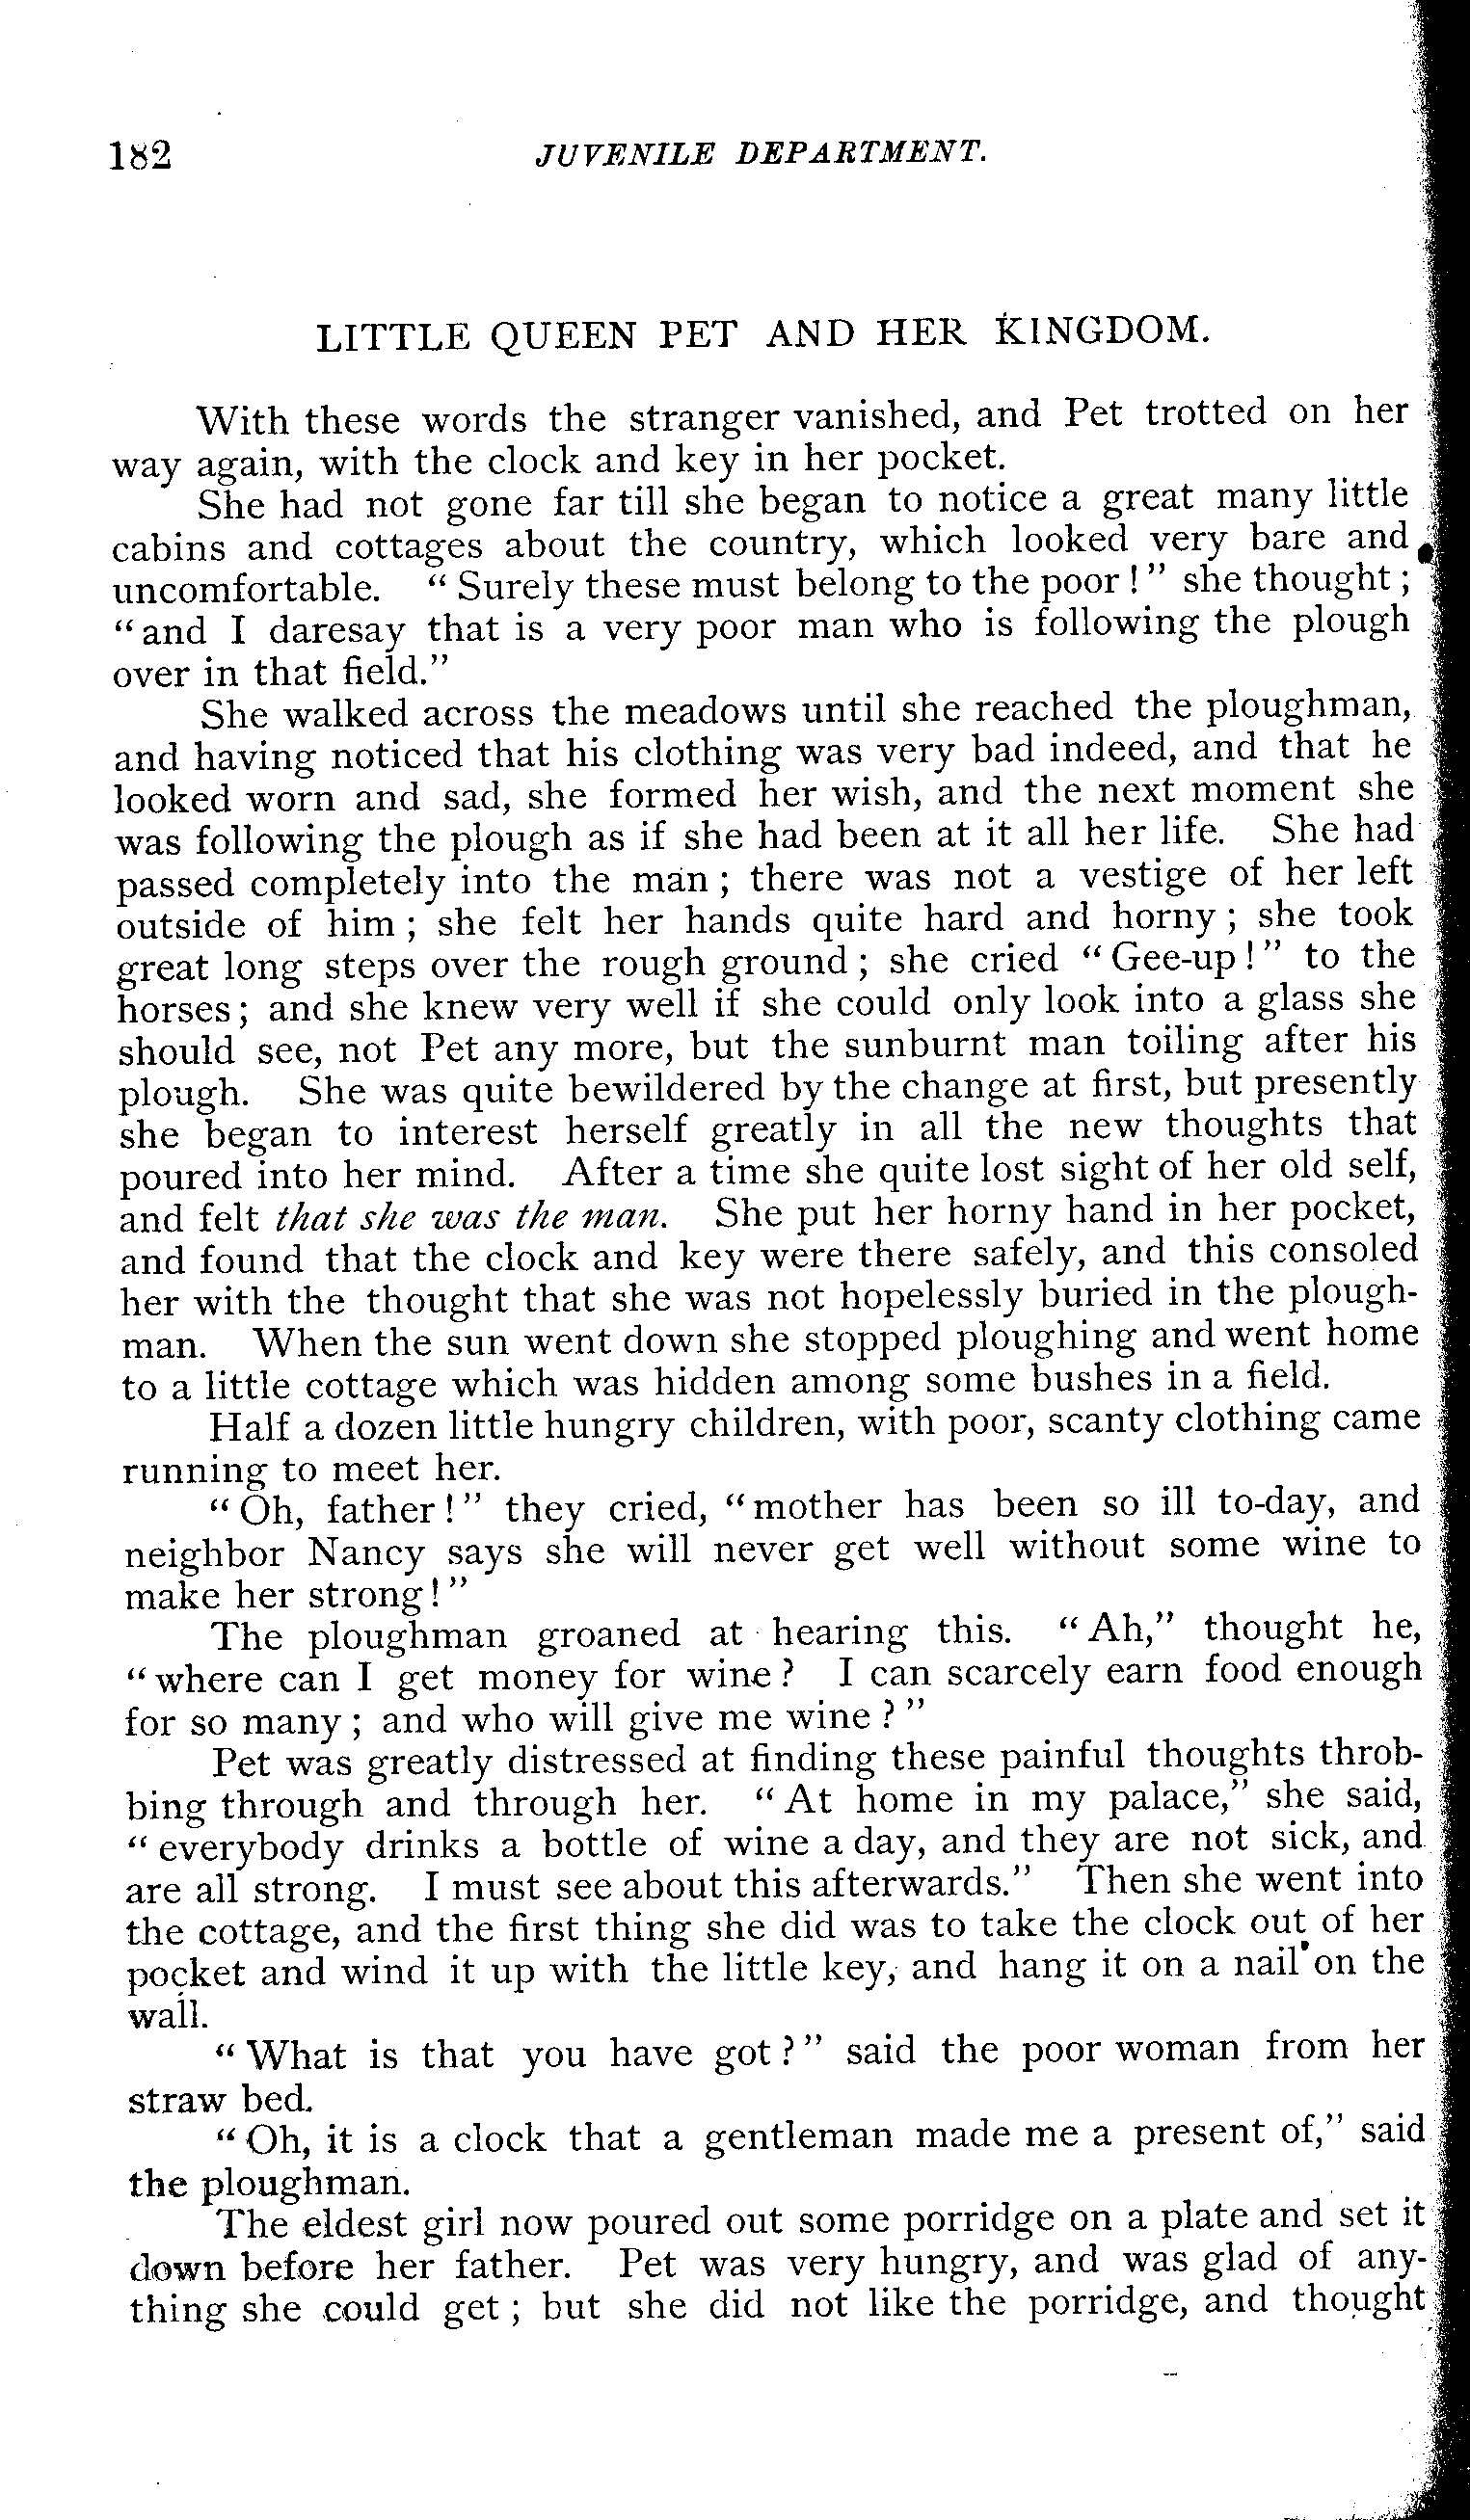 182 JUVENILE DEPARTMENT.
LITTLE QUEEN PET AND HER KINGDOM.
With these words the stranger vanished, and Pet trotted on her
way again, with the clock and key in her pocket.
She had not gone far till she began to notice a great many little
cabins and cottages about the country, which looked very bare and
uncomfortable. "Surely these must belong to the poor!" she thought;
"and I daresay that is a very poor man who is following the plough
over in that field."
She walked across the meadows until she reached the ploughman,
and having noticed that his clothing was very bad indeed, and that he
looked worn and sad, she formed her wish, and the next moment she
was following the plough as if she had been at it all her life. She had
passed completely into the man; there was not a vestige of her left
outside of him; she felt her hands quite hard and horny; she took
great long steps over the rough ground; she cried "Gee-up!" to the
horses; and she knew very well if she could only look into a glass she
should see, not Pet any more, but the sunburnt man toiling after his
plough. She was quite bewildered by the change at first, but presently
she began to interest herself greatly in all the new thoughts that
poured into her mind. After a time she quite lost sight of her old self,
and felt that she was the man. She put her horny hand in her pocket,
and found that the clock and key were there safely, and this consoled
her with the thought that she was not hopelessly buried in the plough-
man. When the sun went down she stopped ploughing and went home
to a little cottage which was hidden among some bushes in a field.
Half a dozen little hungry children, with poor, scanty clothing came
running to meet her.
"Oh, father!" they cried, "mother has been so ill to-day, and
neighbor Nancy says she will never get well without some wine to
make her strong!"
The ploughman groaned at hearing this. "Ah," thought he,
"where can I get money for wine? I can scarcely earn food enough
for so many; and who will give me wine?"
Pet was greatly distressed at finding these painful thoughts throb-
bing through and through her. "At home in my palace," she said,
"everybody drinks a bottle of wine a day, and they are not sick, and
are all strong. I must see about this afterwards." Then she went into
the cottage, and the first thing she did was to take the clock out of her
pocket and wind it up with the little key, and hang it on a nail on the
wall.
"What is that you have got?" said the poor woman from her
straw bed.
"Oh, it is a clock that a gentleman made me a present of," said
the ploughman.
The eldest girl now poured out some porridge on a plate and set it
down before her father. Pet was very hungry, and was glad of any-
thing she could get; but she did not like the porridge, and thought